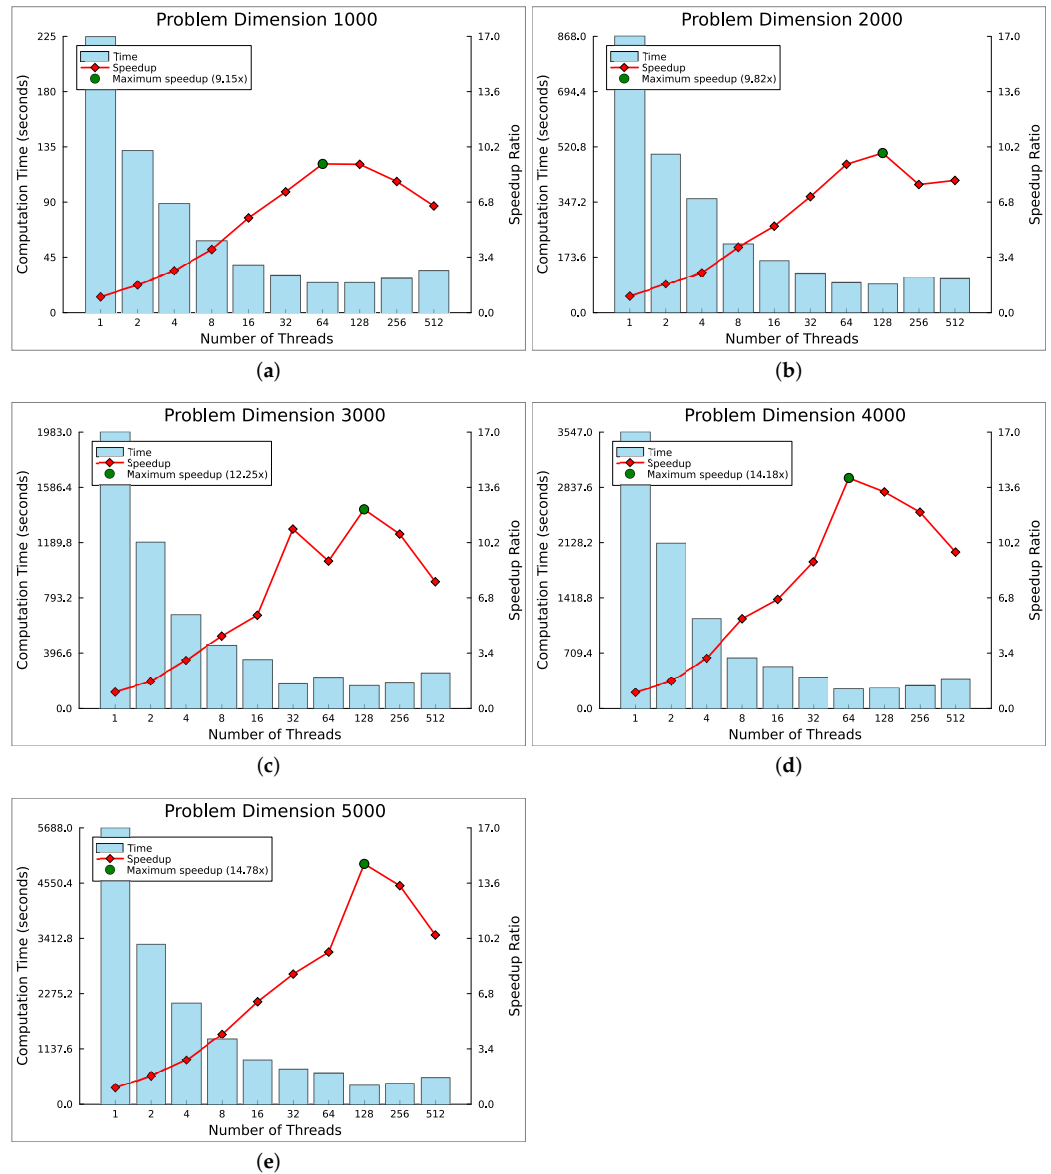 Problem Dimension 1000
Computation Time (seconds)
225
180
135
90
45
0
Time
Speedup
Maximum speedup (9.15x)
17.0
13.6
10.2
6.8
3.4
0.0
Speedup Ratio
1 2 4 8 16 32 64 128 256 512
Number of Threads
(a)
Problem Dimension 2000
Computation Time (seconds)
868.0
694.4
520.8
347.2
173.6
0.0
Time
Speedup
Maximum speedup (9.82x)
17.0
13.6
10.2
6.8
3.4
0.0
Speedup Ratio
1 2 4 8 16 32 64 128 256 512
Number of Threads
(b)
Problem Dimension 3000
Computation Time (seconds)
1983.0
1586.4
1189.8
793.2
396.6
0.0
Time
Speedup
Maximum speedup (12.25x)
17.0
13.6
10.2
6.8
3.4
0.0
Speedup Ratio
1 2 4 8 16 32 64 128 256 512
Number of Threads
(c)
Problem Dimension 4000
Computation Time (seconds)
3547.0
2837.6
2128.2
1418.8
709.4
0.0
Time
Speedup
Maximum speedup (14.18x)
17.0
13.6
10.2
6.8
3.4
0.0
Speedup Ratio
1 2 4 8 16 32 64 128 256 512
Number of Threads
(d)
Problem Dimension 5000
Computation Time (seconds)
5688.0
4550.4
3412.8
2275.2
1137.6
0.0
Time
Speedup
Maximum speedup (14.78x)
17.0
13.6
10.2
6.8
3.4
0.0
Speedup Ratio
1 2 4 8 16 32 64 128 256 512
Number of Threads
(e)